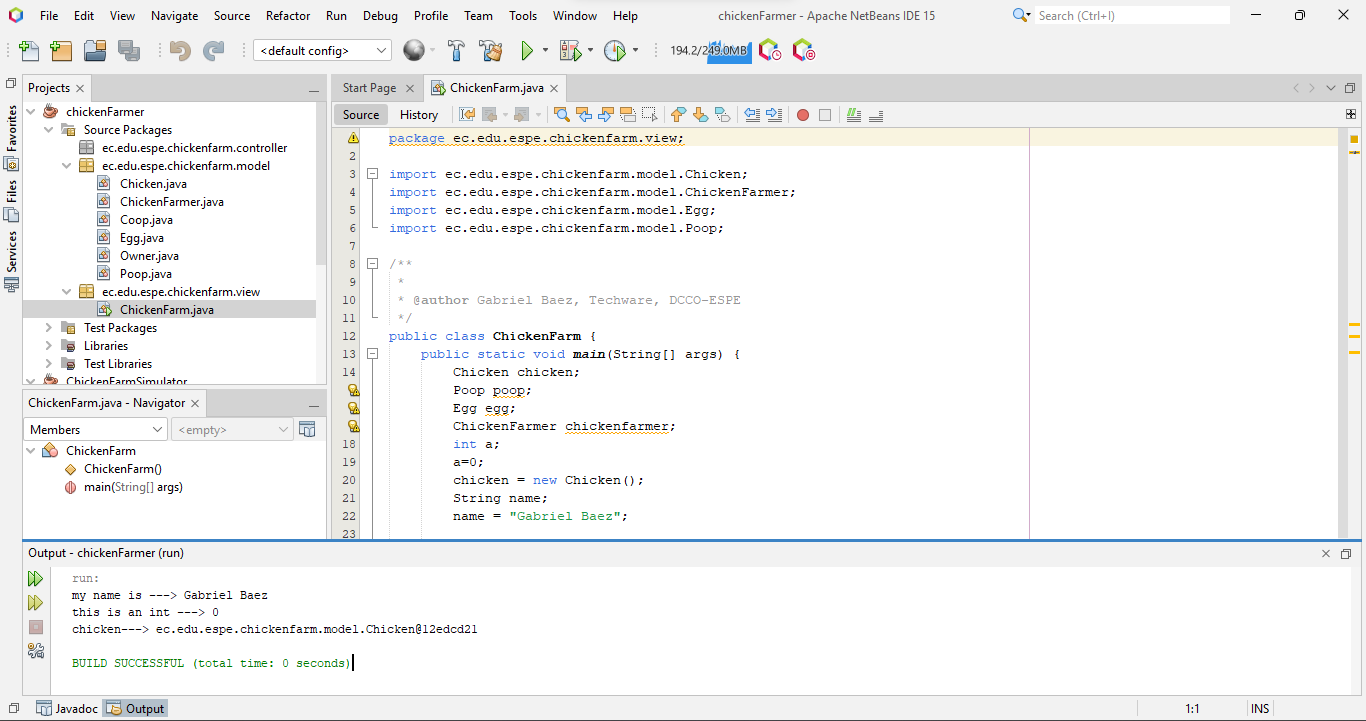 File Edit View Navigate Source Refactor Run Debug Profile Team Tools Window Help chickenFarmer - Apache NetBeans IDE 15 Search (Ctrl+I)
<default config> 194.2/249.0MB
Projects
Start Page ChickenFarm.java
Source History
Favorites
Files
Services
chickenFarmer
Source Packages
ec.edu.espe.chickenfarm.controller
ec.edu.espe.chickenfarm.model
Chicken.java
ChickenFarmer.java
Coop.java
Egg.java
Owner.java
Poop.java
ec.edu.espe.chickenfarm.view
ChickenFarm.java
Test Packages
Libraries
Test Libraries
ChickenFarmSimulator
ChickenFarm.java - Navigator
Members <empty>
ChickenFarm
ChickenFarm()
main(String[] args)
package ec.edu.espe.chickenfarm.view;
2
3 import ec.edu.espe.chickenfarm.model.Chicken;
4 import ec.edu.espe.chickenfarm.model.ChickenFarmer;
5 import ec.edu.espe.chickenfarm.model.Egg;
6 import ec.edu.espe.chickenfarm.model.Poop;
7
8 /**
9 *
10 * @author Gabriel Baez, Techware, DCCO-ESPE
11 */
12 public class ChickenFarm {
13 public static void main(String[] args) {
14 Chicken chicken;
Poop poop;
Egg egg;
ChickenFarmer chickenfarmer;
18 int a;
19 a=0;
20 chicken = new Chicken();
21 String name;
22 name = "Gabriel Baez";
23
Output - chickenFarmer (run)
run:
my name is ---> Gabriel Baez
this is an int ---> 0
chicken---> ec.edu.espe.chickenfarm.model.Chicken@12edcd21
BUILD SUCCESSFUL (total time: 0 seconds)
Javadoc Output 1:1 INS